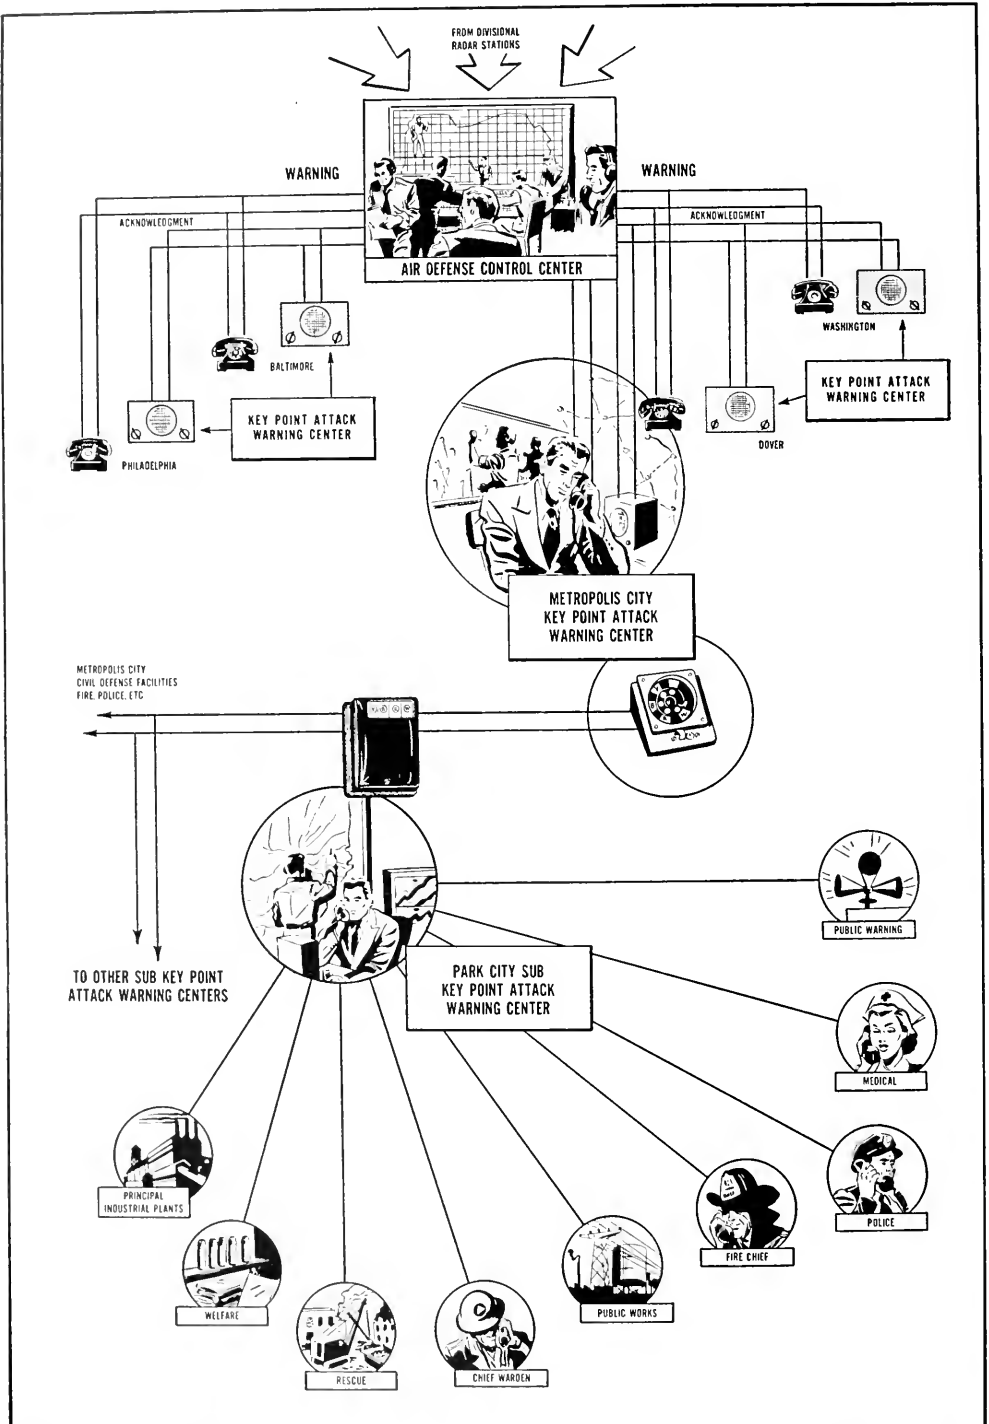 FROM DIVISIONAL
RADAR STATIONS
WARNING
WARNING
ACKNOWLEDGMENT
ACKNOWLEDGMENT
AIR DEFENSE CONTROL CENTER
WASHINGTON
BALTIMORE
KEY POINT ATTACK
WARNING CENTER
KEY POINT ATTACK
WARNING CENTER
DOVER
PHILADELPHIA
METROPOLIS CITY
KEY POINT ATTACK
WARNING CENTER
METROPOLIS CITY
CIVIL DEFENSE FACILITIES
FIRE, POLICE, ETC
PUBLIC WARNING
TO OTHER SUB KEY POINT
ATTACK WARNING CENTERS
PARK CITY SUB
KEY POINT ATTACK
WARNING CENTER
MEDICAL
PRINCIPAL
INDUSTRIAL PLANTS
POLICE
FIRE CHIEF
WELFARE
PUBLIC WORKS
RESCUE
CHIEF WARDEN